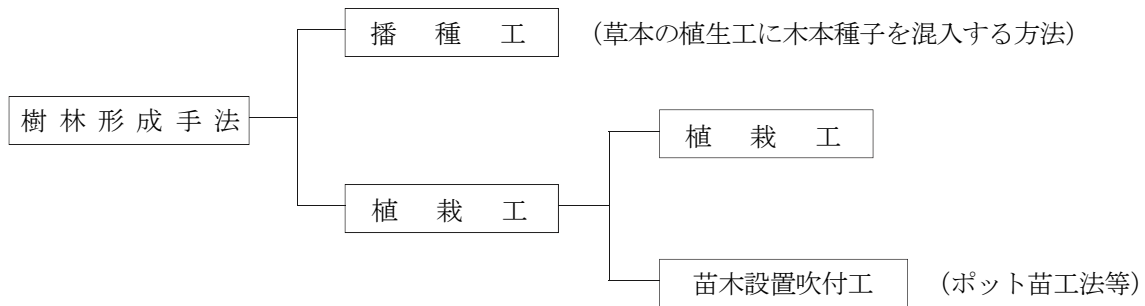 播種工 (草本の植生工に木本種子を混入する方法)
樹林形成手法
植栽工
植栽工
苗木設置吹付工 (ポット苗工法等)